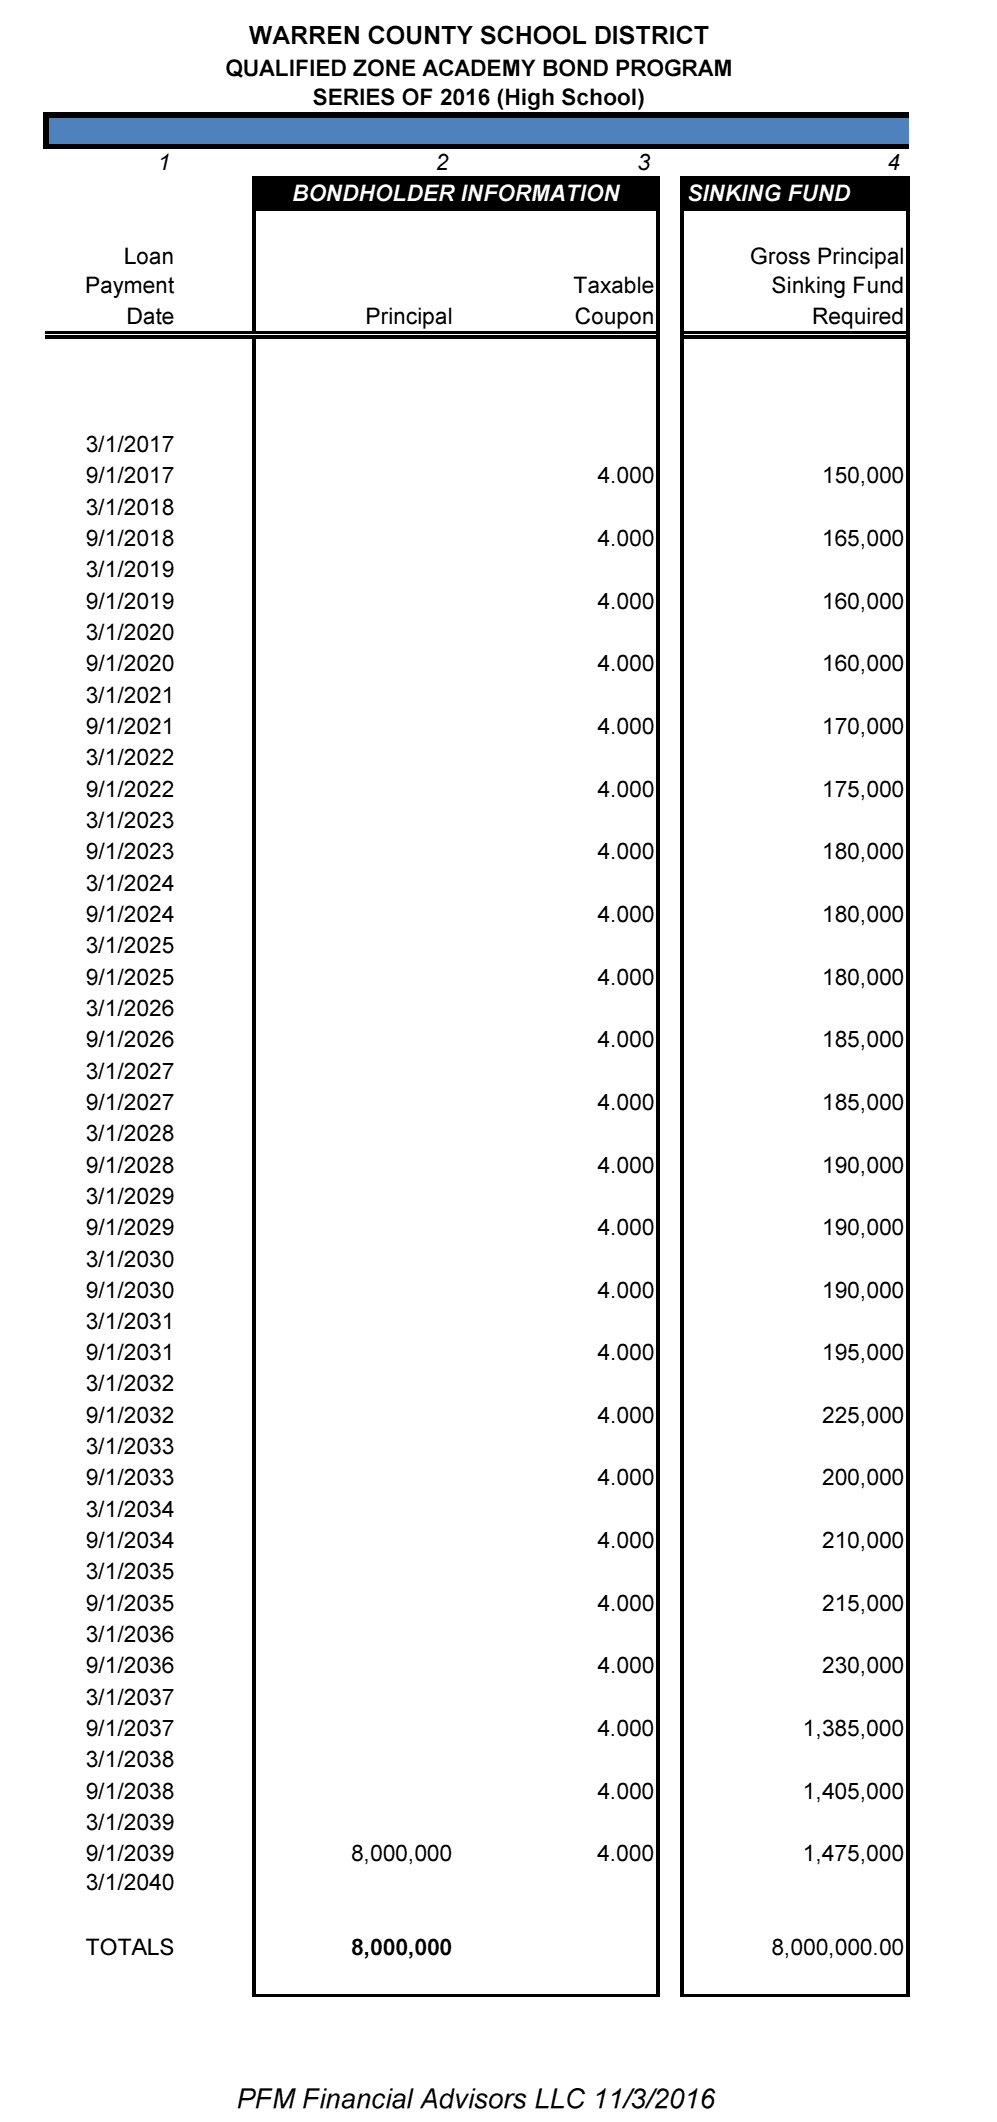 WARREN COUNTY SCHOOL DISTRICT
QUALIFIED ZONE ACADEMY BOND PROGRAM
SERIES OF 2016 (High School)
1 2 3 4
BONDHOLDER INFORMATION SINKING FUND
Loan Gross Principal
Payment Taxable Sinking Fund
Date Principal Coupon Required
3/1/2017
9/1/2017 4.000 150,000
3/1/2018
9/1/2018 4.000 165,000
3/1/2019
9/1/2019 4.000 160,000
3/1/2020
9/1/2020 4.000 160,000
3/1/2021
9/1/2021 4.000 170,000
3/1/2022
9/1/2022 4.000 175,000
3/1/2023
9/1/2023 4.000 180,000
3/1/2024
9/1/2024 4.000 180,000
3/1/2025
9/1/2025 4.000 180,000
3/1/2026
9/1/2026 4.000 185,000
3/1/2027
9/1/2027 4.000 185,000
3/1/2028
9/1/2028 4.000 190,000
3/1/2029
9/1/2029 4.000 190,000
3/1/2030
9/1/2030 4.000 190,000
3/1/2031
9/1/2031 4.000 195,000
3/1/2032
9/1/2032 4.000 225,000
3/1/2033
9/1/2033 4.000 200,000
3/1/2034
9/1/2034 4.000 210,000
3/1/2035
9/1/2035 4.000 215,000
3/1/2036
9/1/2036 4.000 230,000
3/1/2037
9/1/2037 4.000 1,385,000
3/1/2038
9/1/2038 4.000 1,405,000
3/1/2039
9/1/2039 8,000,000 4.000 1,475,000
3/1/2040
TOTALS 8,000,000 8,000,000.00
PFM Financial Advisors LLC 11/3/2016